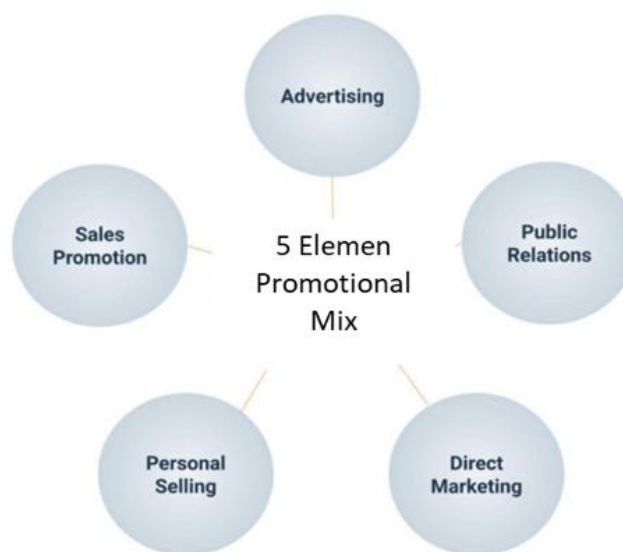 Advertising
Sales
Promotion
5 Elemen
Promotional
Mix
Public
Relations
Personal
Selling
Direct
Marketing